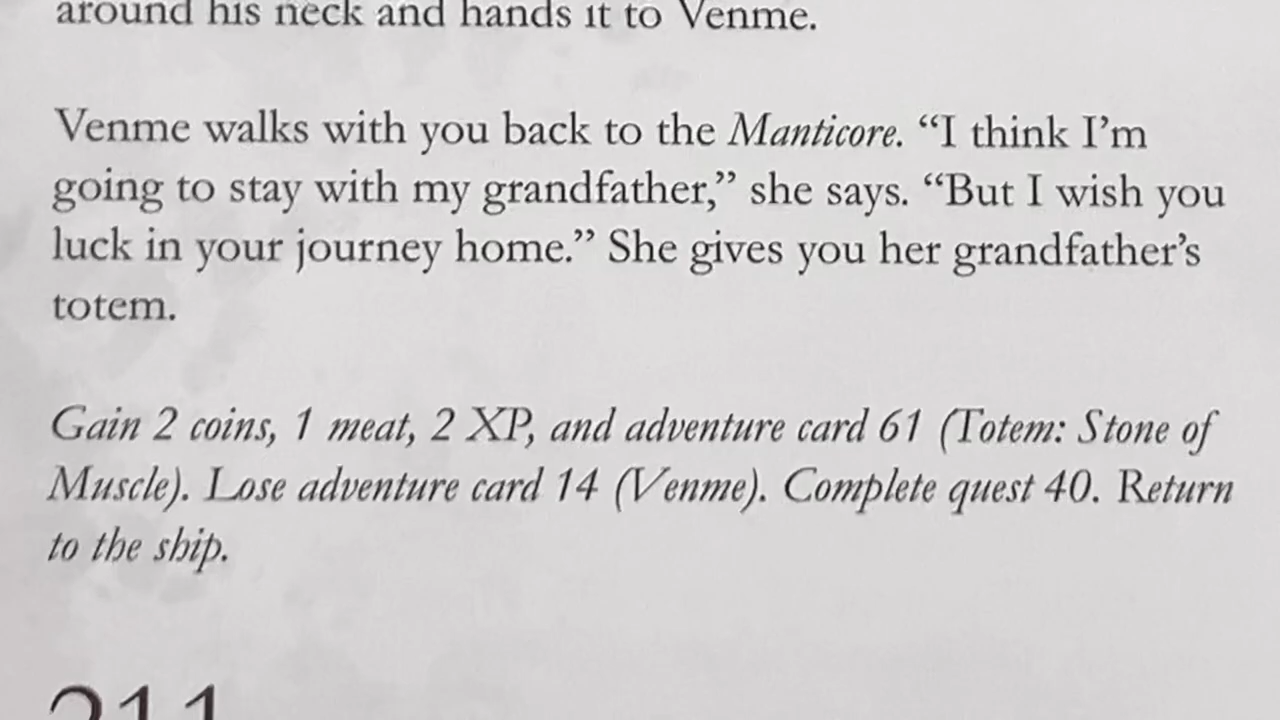 around his neck and hands it to Venme.
Venme walks with you back to the Manticore. “I think I’m
going to stay with my grandfather,” she says. “But I wish you
luck in your journey home.” She gives you her grandfather’s
totem.
Gain 2 coins, 1 meat, 2 XP, and adventure card 61 (Totem: Stone of
Muscle). Lose adventure card 14 (Venme). Complete quest 40. Return
to the ship.
211